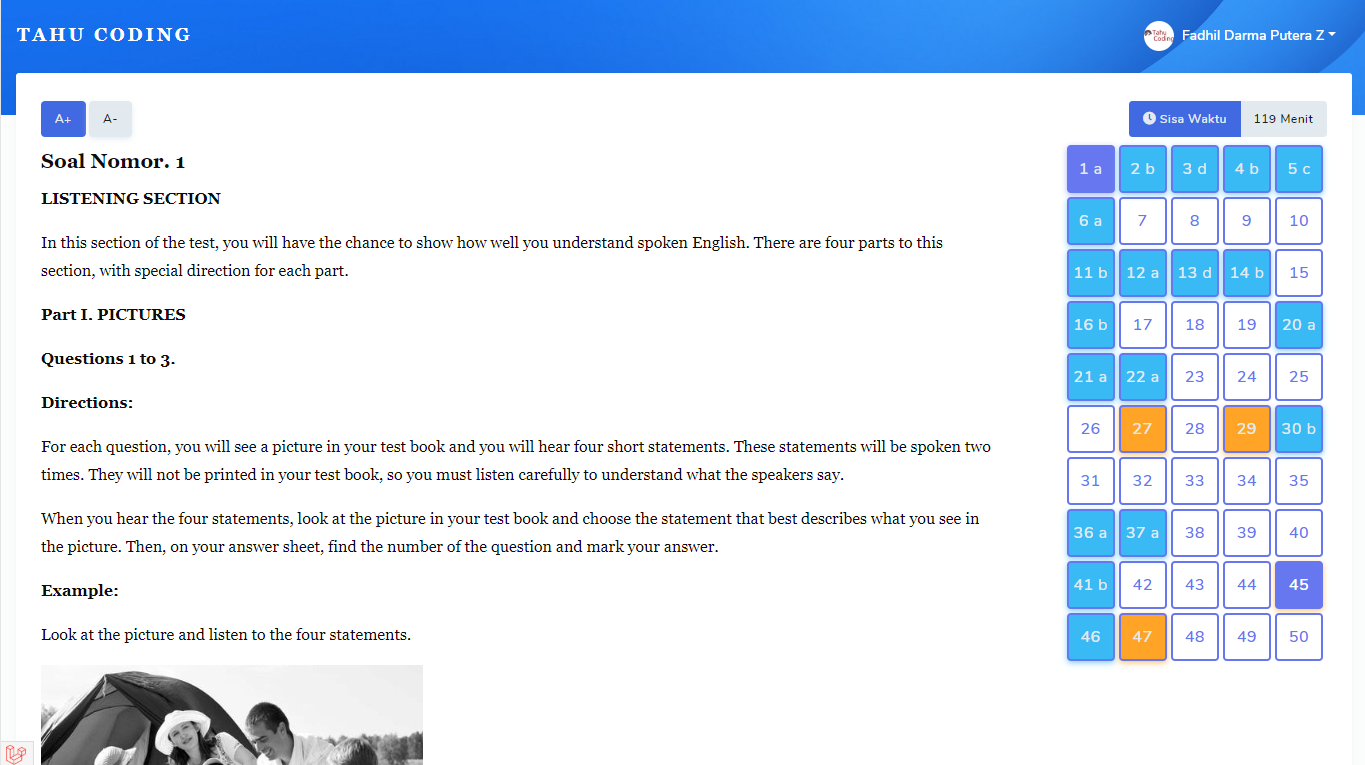 TAHU CODING
Tahu Coding
Fadhil Darma Putera Z
A+ A-
Sisa Waktu 119 Menit
Soal Nomor. 1
LISTENING SECTION
In this section of the test, you will have the chance to show how well you understand spoken English. There are four parts to this
section, with special direction for each part.
Part I. PICTURES
Questions 1 to 3.
Directions:
For each question, you will see a picture in your test book and you will hear four short statements. These statements will be spoken two
times. They will not be printed in your test book, so you must listen carefully to understand what the speakers say.
When you hear the four statements, look at the picture in your test book and choose the statement that best describes what you see in
the picture. Then, on your answer sheet, find the number of the question and mark your answer.
Example:
Look at the picture and listen to the four statements.
1 a 2 b 3 d 4 b 5 c
6 a 7 8 9 10
11 b 12 a 13 d 14 b 15
16 b 17 18 19 20 a
21 a 22 a 23 24 25
26 27 28 29 30 b
31 32 33 34 35
36 a 37 a 38 39 40
41 b 42 43 44 45
46 47 48 49 50